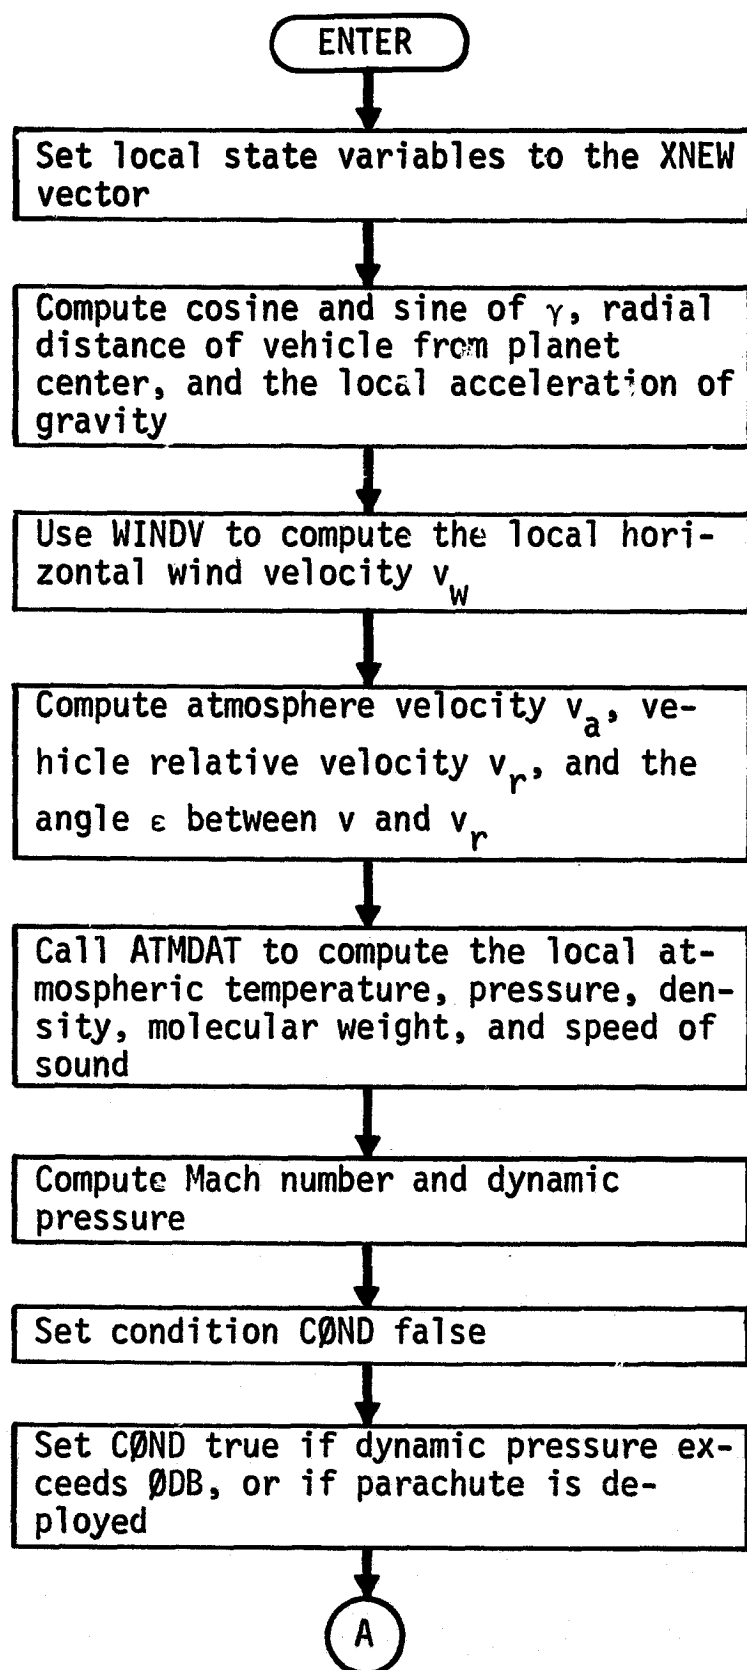 ENTER
Set local state variables to the XNEW
vector
Compute cosine and sine of γ, radial
distance of vehicle from planet
center, and the local acceleration of
gravity
Use WINDV to compute the local hori-
zontal wind velocity v_w
Compute atmosphere velocity v_a, ve-
hicle relative velocity v_r, and the
angle ε between v and v_r
Call ATMDAT to compute the local at-
mospheric temperature, pressure, den-
sity, molecular weight, and speed of
sound
Compute Mach number and dynamic
pressure
Set condition CØND false
Set CØND true if dynamic pressure ex-
ceeds ØDB, or if parachute is de-
ployed
A